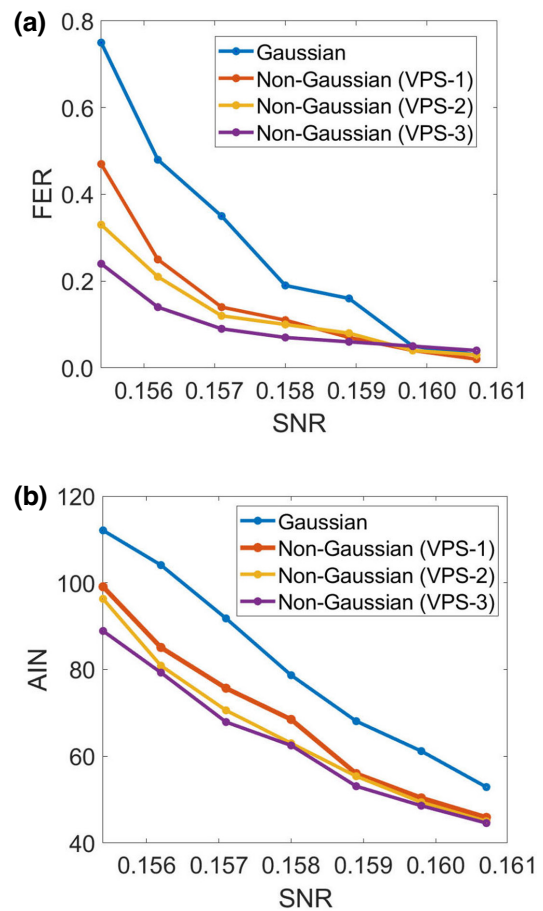 (a)
0.8
0.6
0.4
0.2
0.0
FER
Gaussian
Non-Gaussian (VPS-1)
Non-Gaussian (VPS-2)
Non-Gaussian (VPS-3)
0.156 0.157 0.158 0.159 0.160 0.161
SNR
(b)
120
100
80
60
40
AIN
Gaussian
Non-Gaussian (VPS-1)
Non-Gaussian (VPS-2)
Non-Gaussian (VPS-3)
0.156 0.157 0.158 0.159 0.160 0.161
SNR